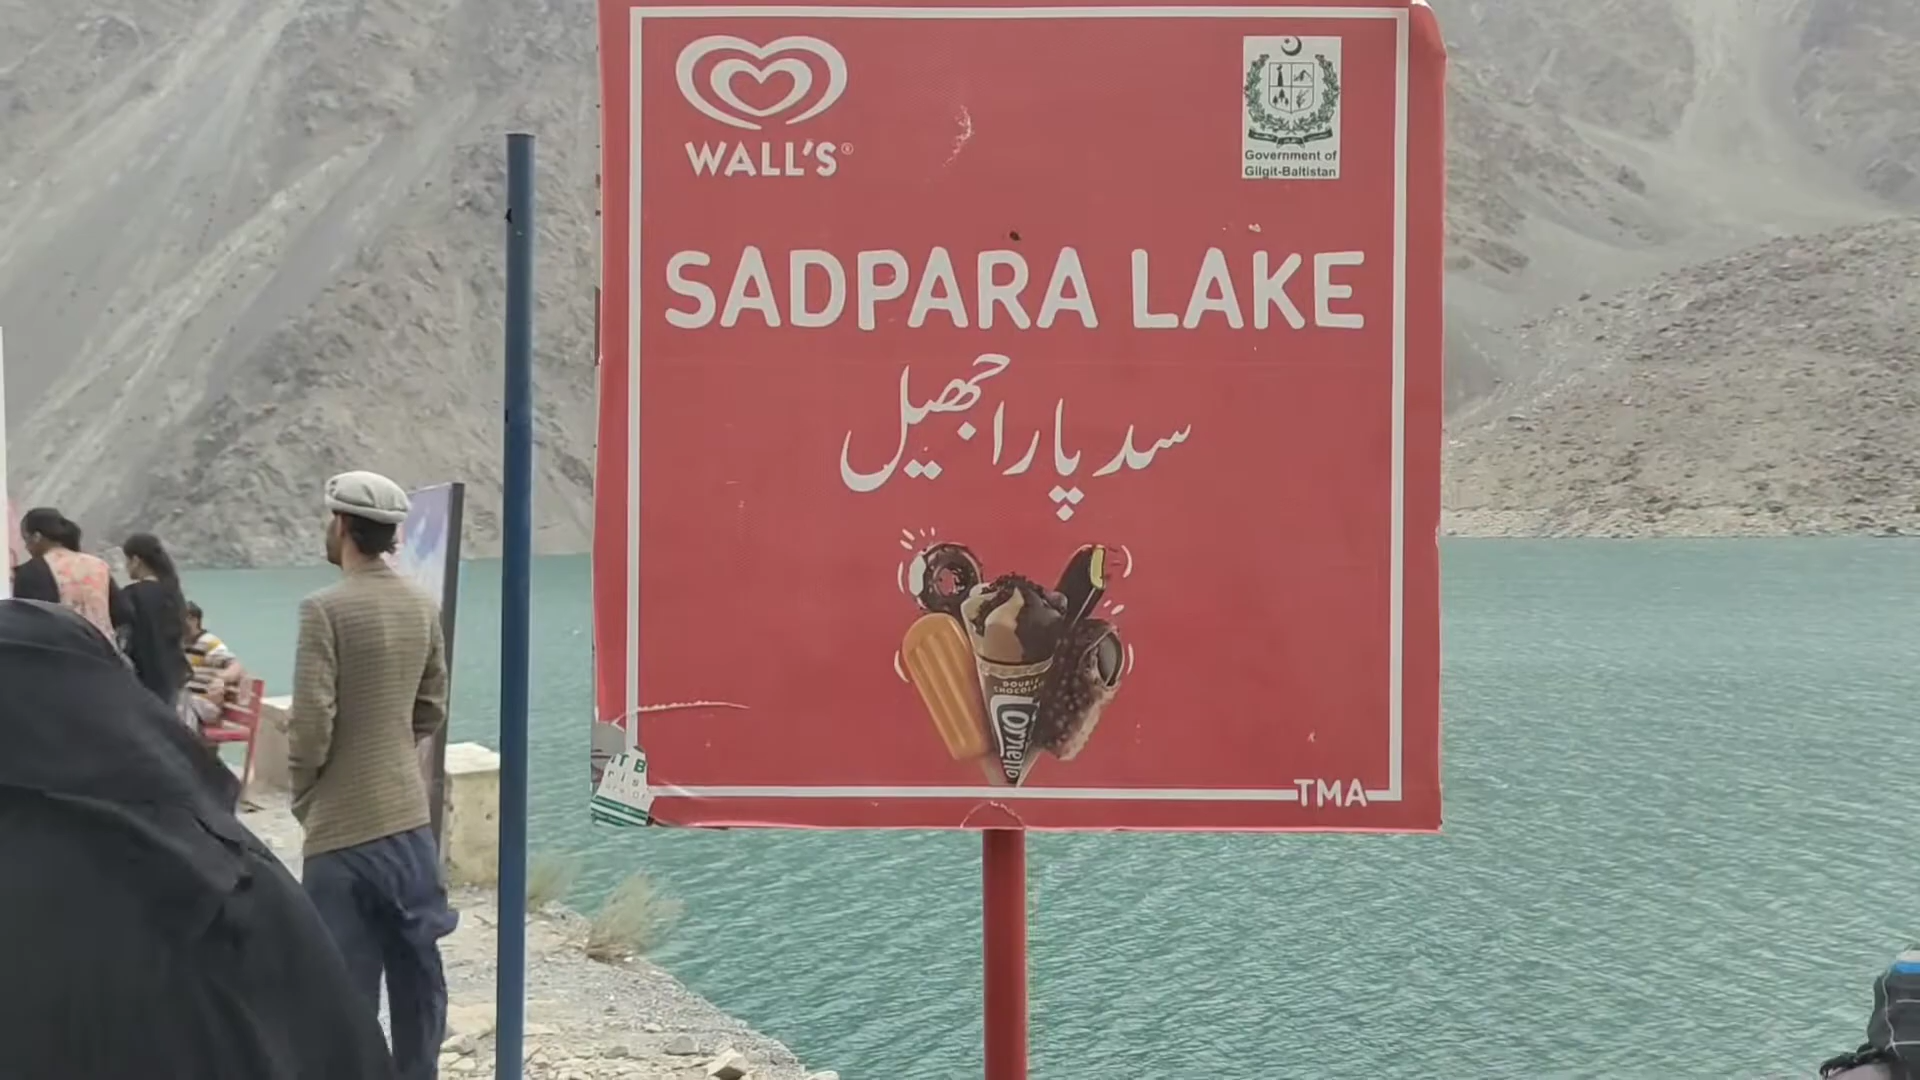 WALL'S®
Government of
Gilgit-Baltistan
SADPARA LAKE
سدپارا جھیل
DOUBLE
CHOCOLATE
Cornetto
TMA